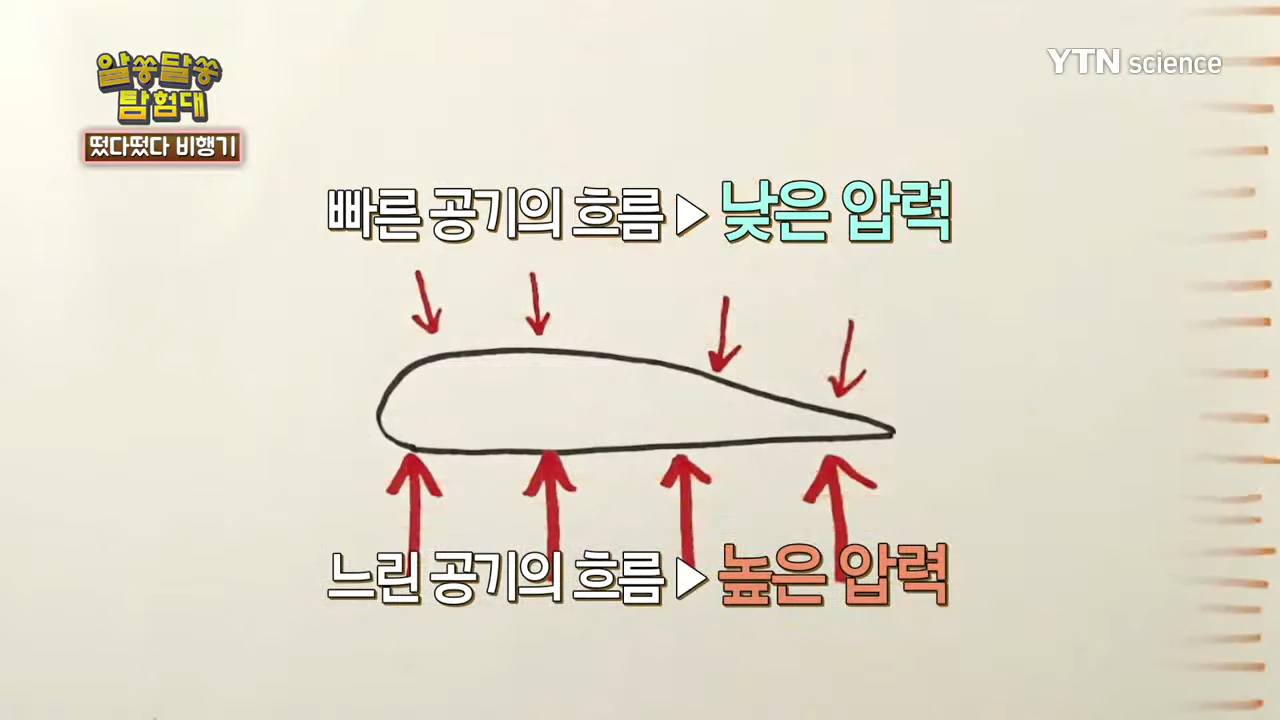 알쏭달쏭
탐험대
떴다떴다 비행기
YTN science
빠른 공기의 흐름 ▶ 낮은 압력
느린 공기의 흐름 ▶ 높은 압력